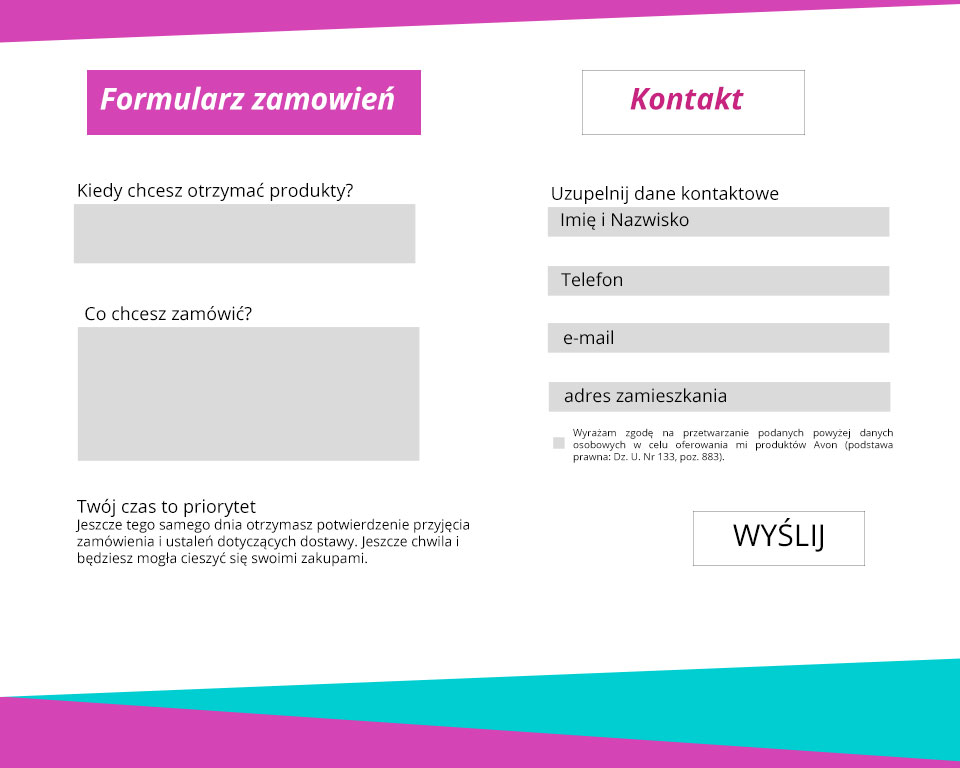 Formularz zamowień
Kiedy chcesz otrzymać produkty?
Co chcesz zamówić?
Twój czas to priorytet
Jeszcze tego samego dnia otrzymasz potwierdzenie przyjęcia
zamówienia i ustaleń dotyczących dostawy. Jeszcze chwila i
będziesz mogła cieszyć się swoimi zakupami.
Kontakt
Uzupelnij dane kontaktowe
Imię i Nazwisko
Telefon
e-mail
adres zamieszkania
Wyrażam zgodę na przetwarzanie podanych powyżej danych
osobowych w celu oferowania mi produktów Avon (podstawa
prawna: Dz. U. Nr 133, poz. 883).
WYŚLIJ